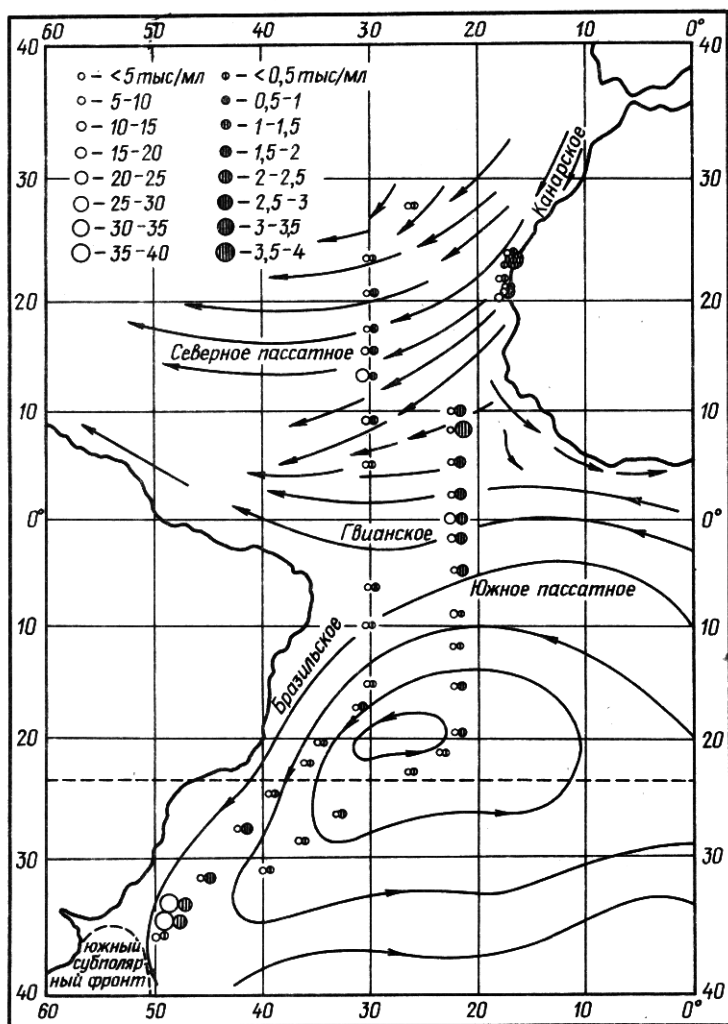 60 50 40 30 20 10 0°
40 40
○ - <5 тыс/мл
○ - 5-10
○ - 10-15
○ - 15-20
○ - 20-25
○ - 25-30
○ - 30-35
○ - 35-40
- <0,5 тыс/мл
- 0,5-1
- 1-1,5
- 1,5-2
- 2-2,5
- 2,5-3
- 3-3,5
- 3,5-4
Канарское
30 30
20 20
Северное пассатное
10 10
0° 0°
Гвианское
Южное пассатное
10 10
Бразильское
20 20
30 30
южный
субполяр
ный фронт
40 40
60 50 40 30 20 10 0°